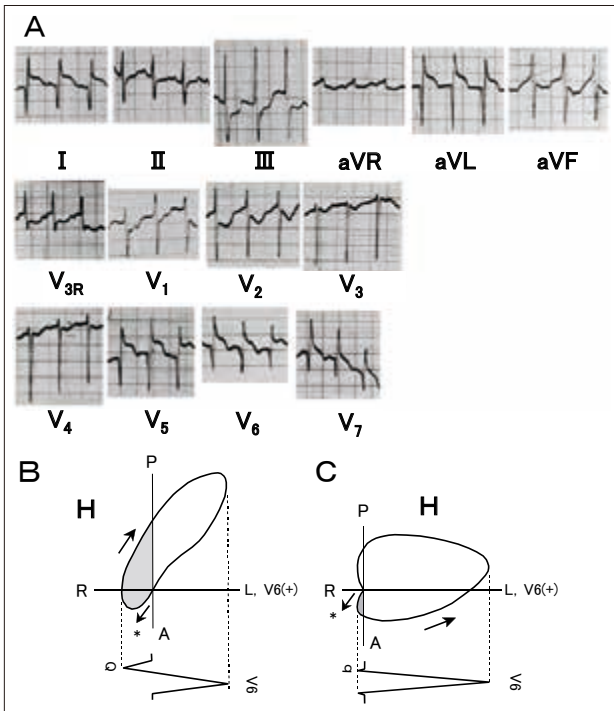 A
I II III aVR aVL aVF
V3R V1 V2 V3
V4 V5 V6 V7
B
H
P
R
L, V6(+)
*
A
Q
V6
C
H
P
R
L, V6(+)
*
A
q
V6